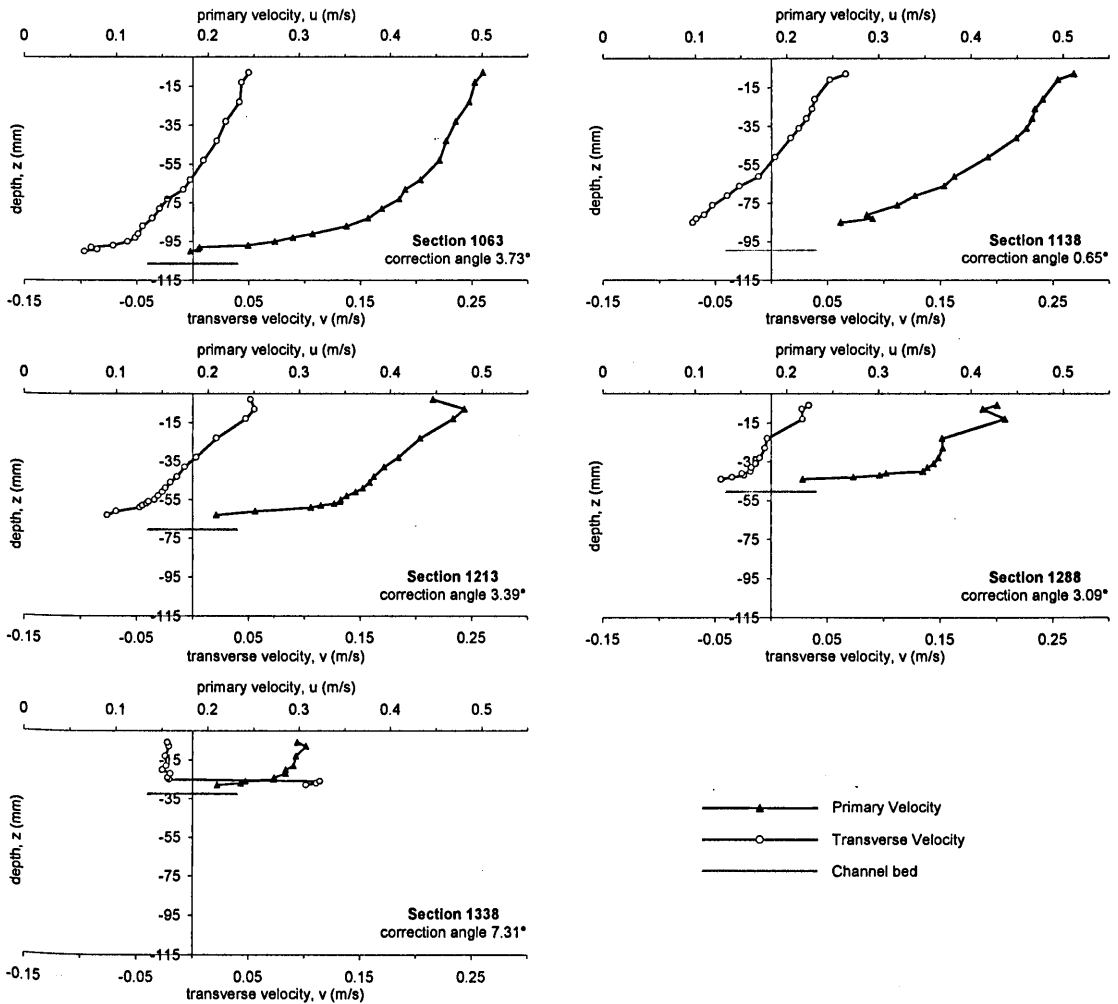 primary velocity, u (m/s)
0 0.1 0.2 0.3 0.4 0.5
depth, z (mm)
-15
-35
-55
-75
-95
-115
Section 1063
correction angle 3.73°
-0.15 -0.05 0.05 0.15 0.25
transverse velocity, v (m/s)
primary velocity, u (m/s)
0 0.1 0.2 0.3 0.4 0.5
depth, z (mm)
-15
-35
-55
-75
-95
-115
Section 1138
correction angle 0.65°
-0.15 -0.05 0.05 0.15 0.25
transverse velocity, v (m/s)
primary velocity, u (m/s)
0 0.1 0.2 0.3 0.4 0.5
depth, z (mm)
-15
-35
-55
-75
-95
-115
Section 1213
correction angle 3.39°
-0.15 -0.05 0.05 0.15 0.25
transverse velocity, v (m/s)
primary velocity, u (m/s)
0 0.1 0.2 0.3 0.4 0.5
depth, z (mm)
-15
-35
-55
-75
-95
-115
Section 1288
correction angle 3.09°
-0.15 -0.05 0.05 0.15 0.25
transverse velocity, v (m/s)
primary velocity, u (m/s)
0 0.1 0.2 0.3 0.4 0.5
depth, z (mm)
-15
-35
-55
-75
-95
-115
Section 1338
correction angle 7.31°
-0.15 -0.05 0.05 0.15 0.25
transverse velocity, v (m/s)
Primary Velocity
Transverse Velocity
Channel bed